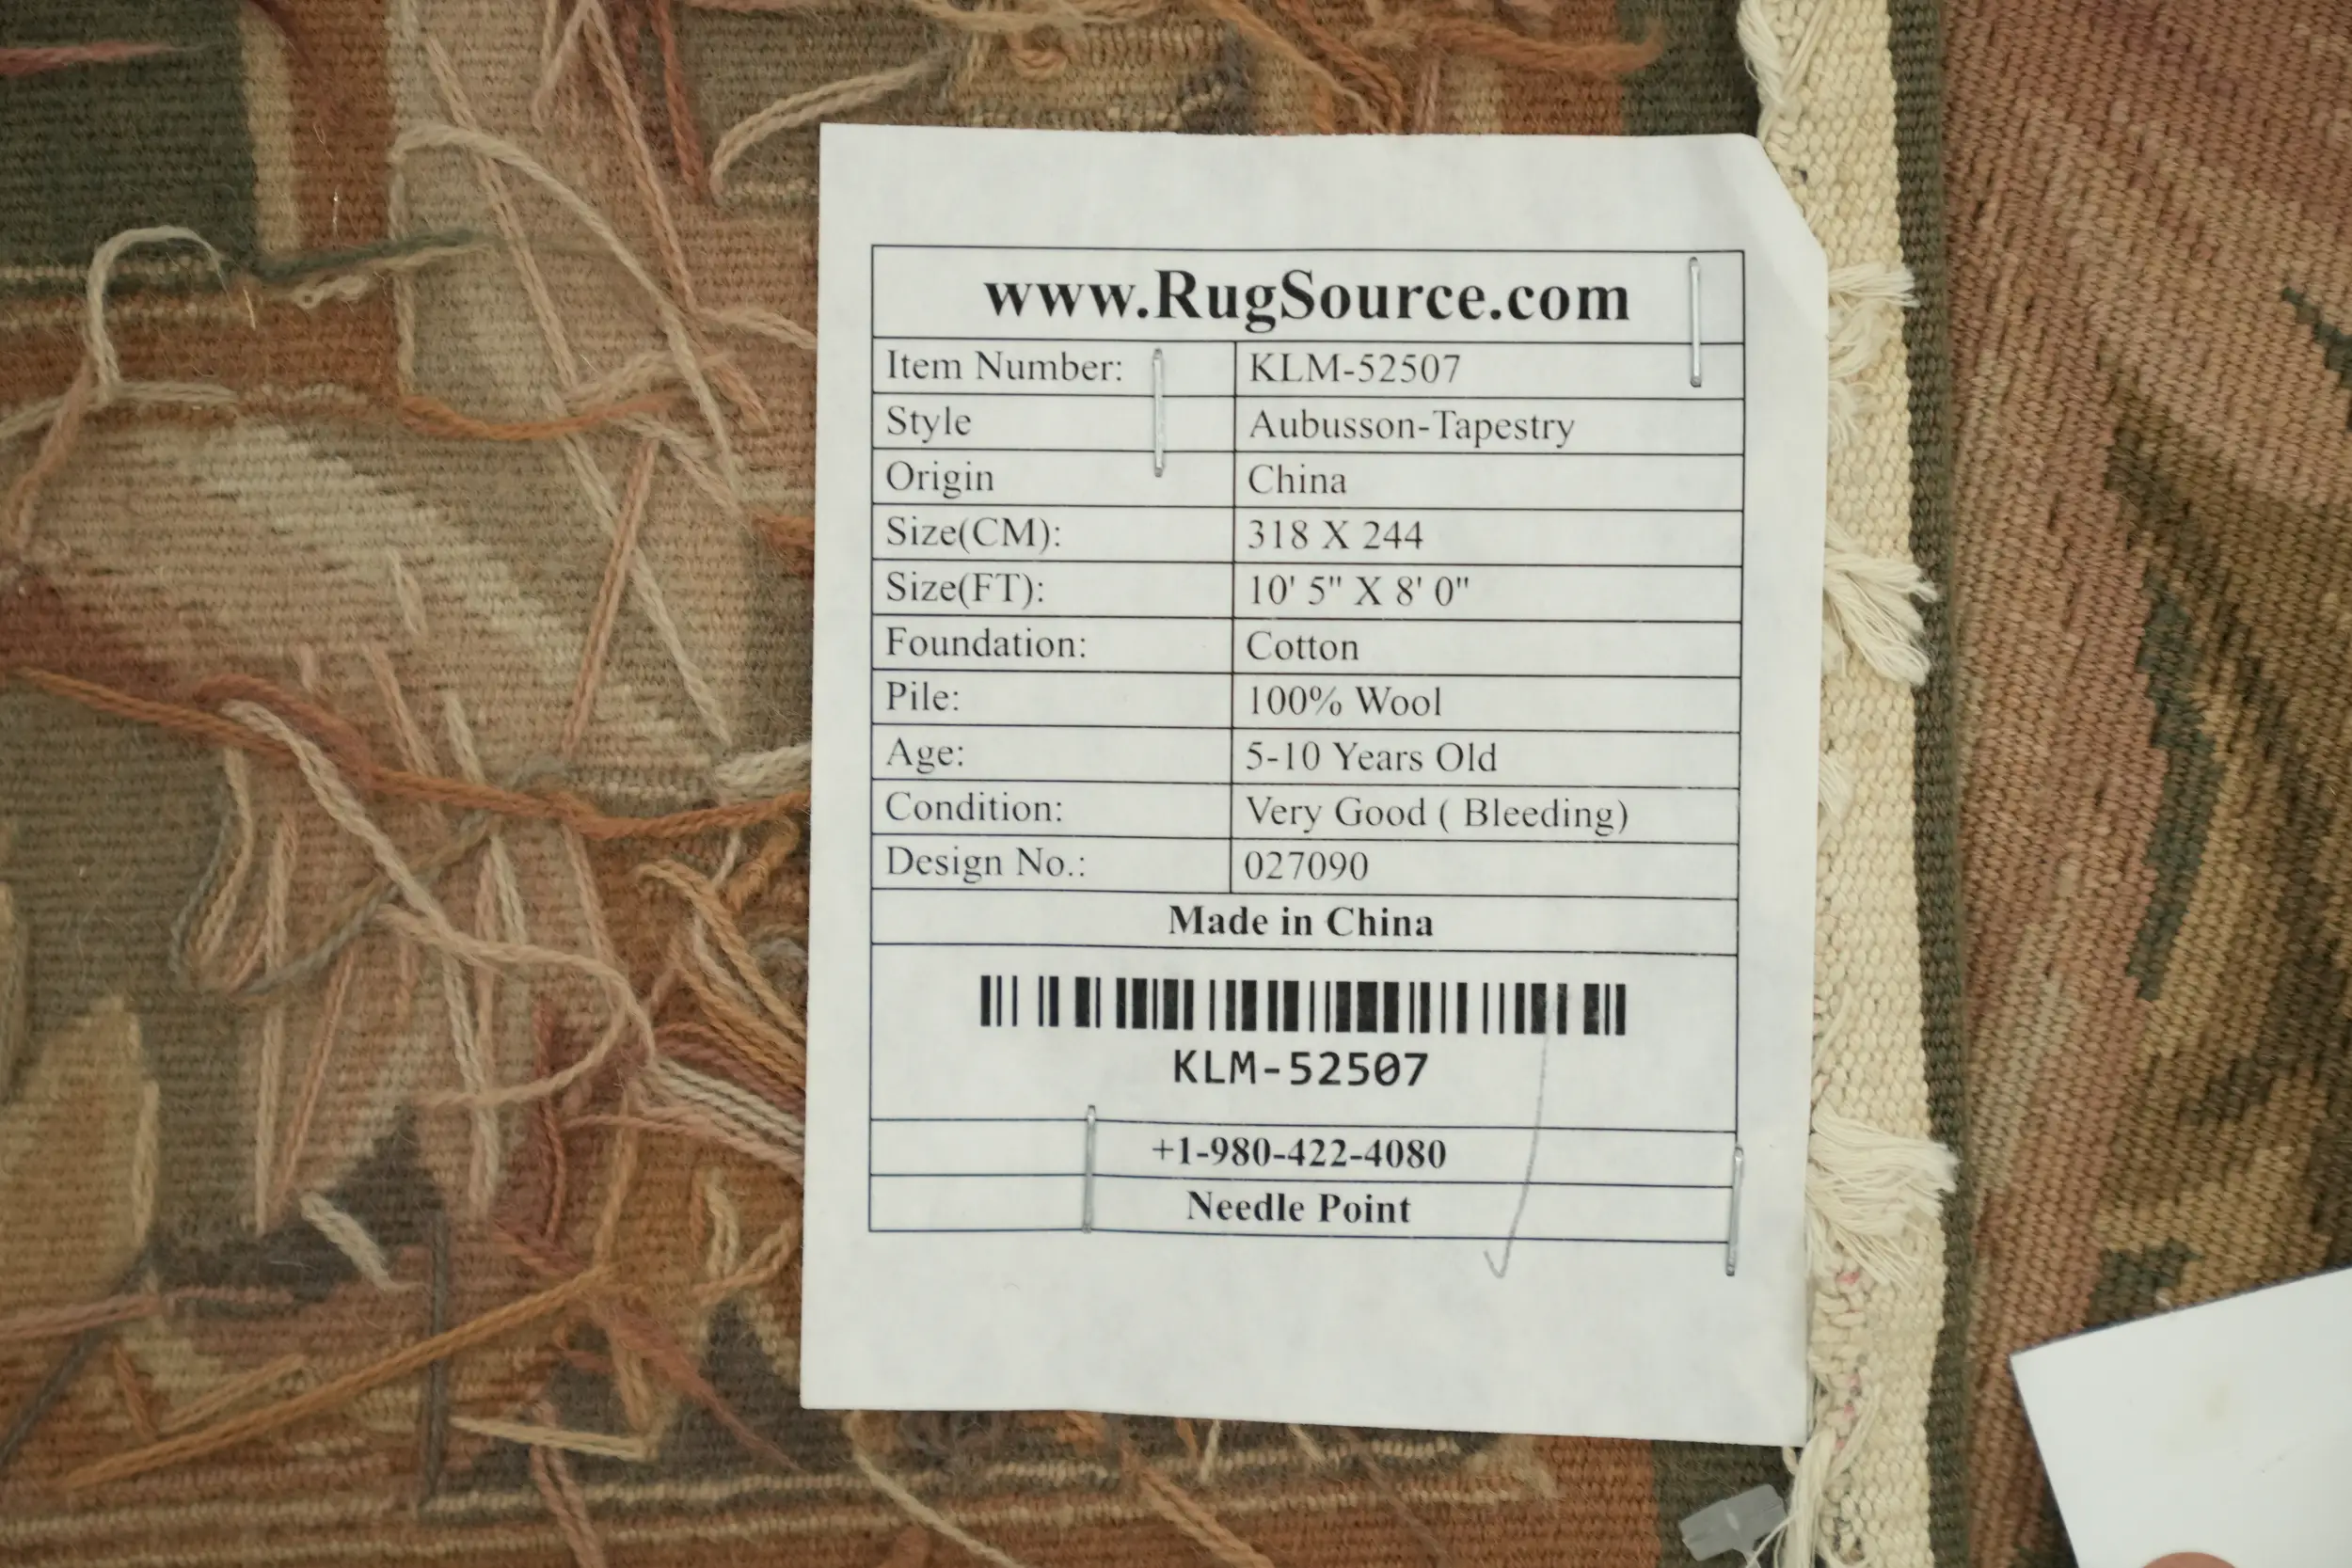 www.RugSource.com
Item Number: KLM-52507
Style Aubusson-Tapestry
Origin China
Size(CM): 318 X 244
Size(FT): 10' 5" X 8' 0"
Foundation: Cotton
Pile: 100% Wool
Age: 5-10 Years Old
Condition: Very Good ( Bleeding)
Design No.: 027090
Made in China
KLM-52507
+1-980-422-4080
Needle Point